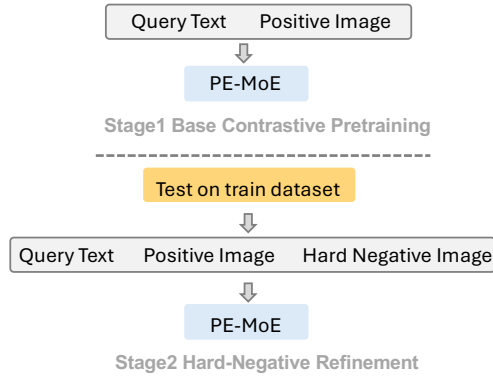 Query Text Positive Image
PE-MoE
Stage1 Base Contrastive Pretraining
Test on train dataset
Query Text Positive Image Hard Negative Image
PE-MoE
Stage2 Hard-Negative Refinement